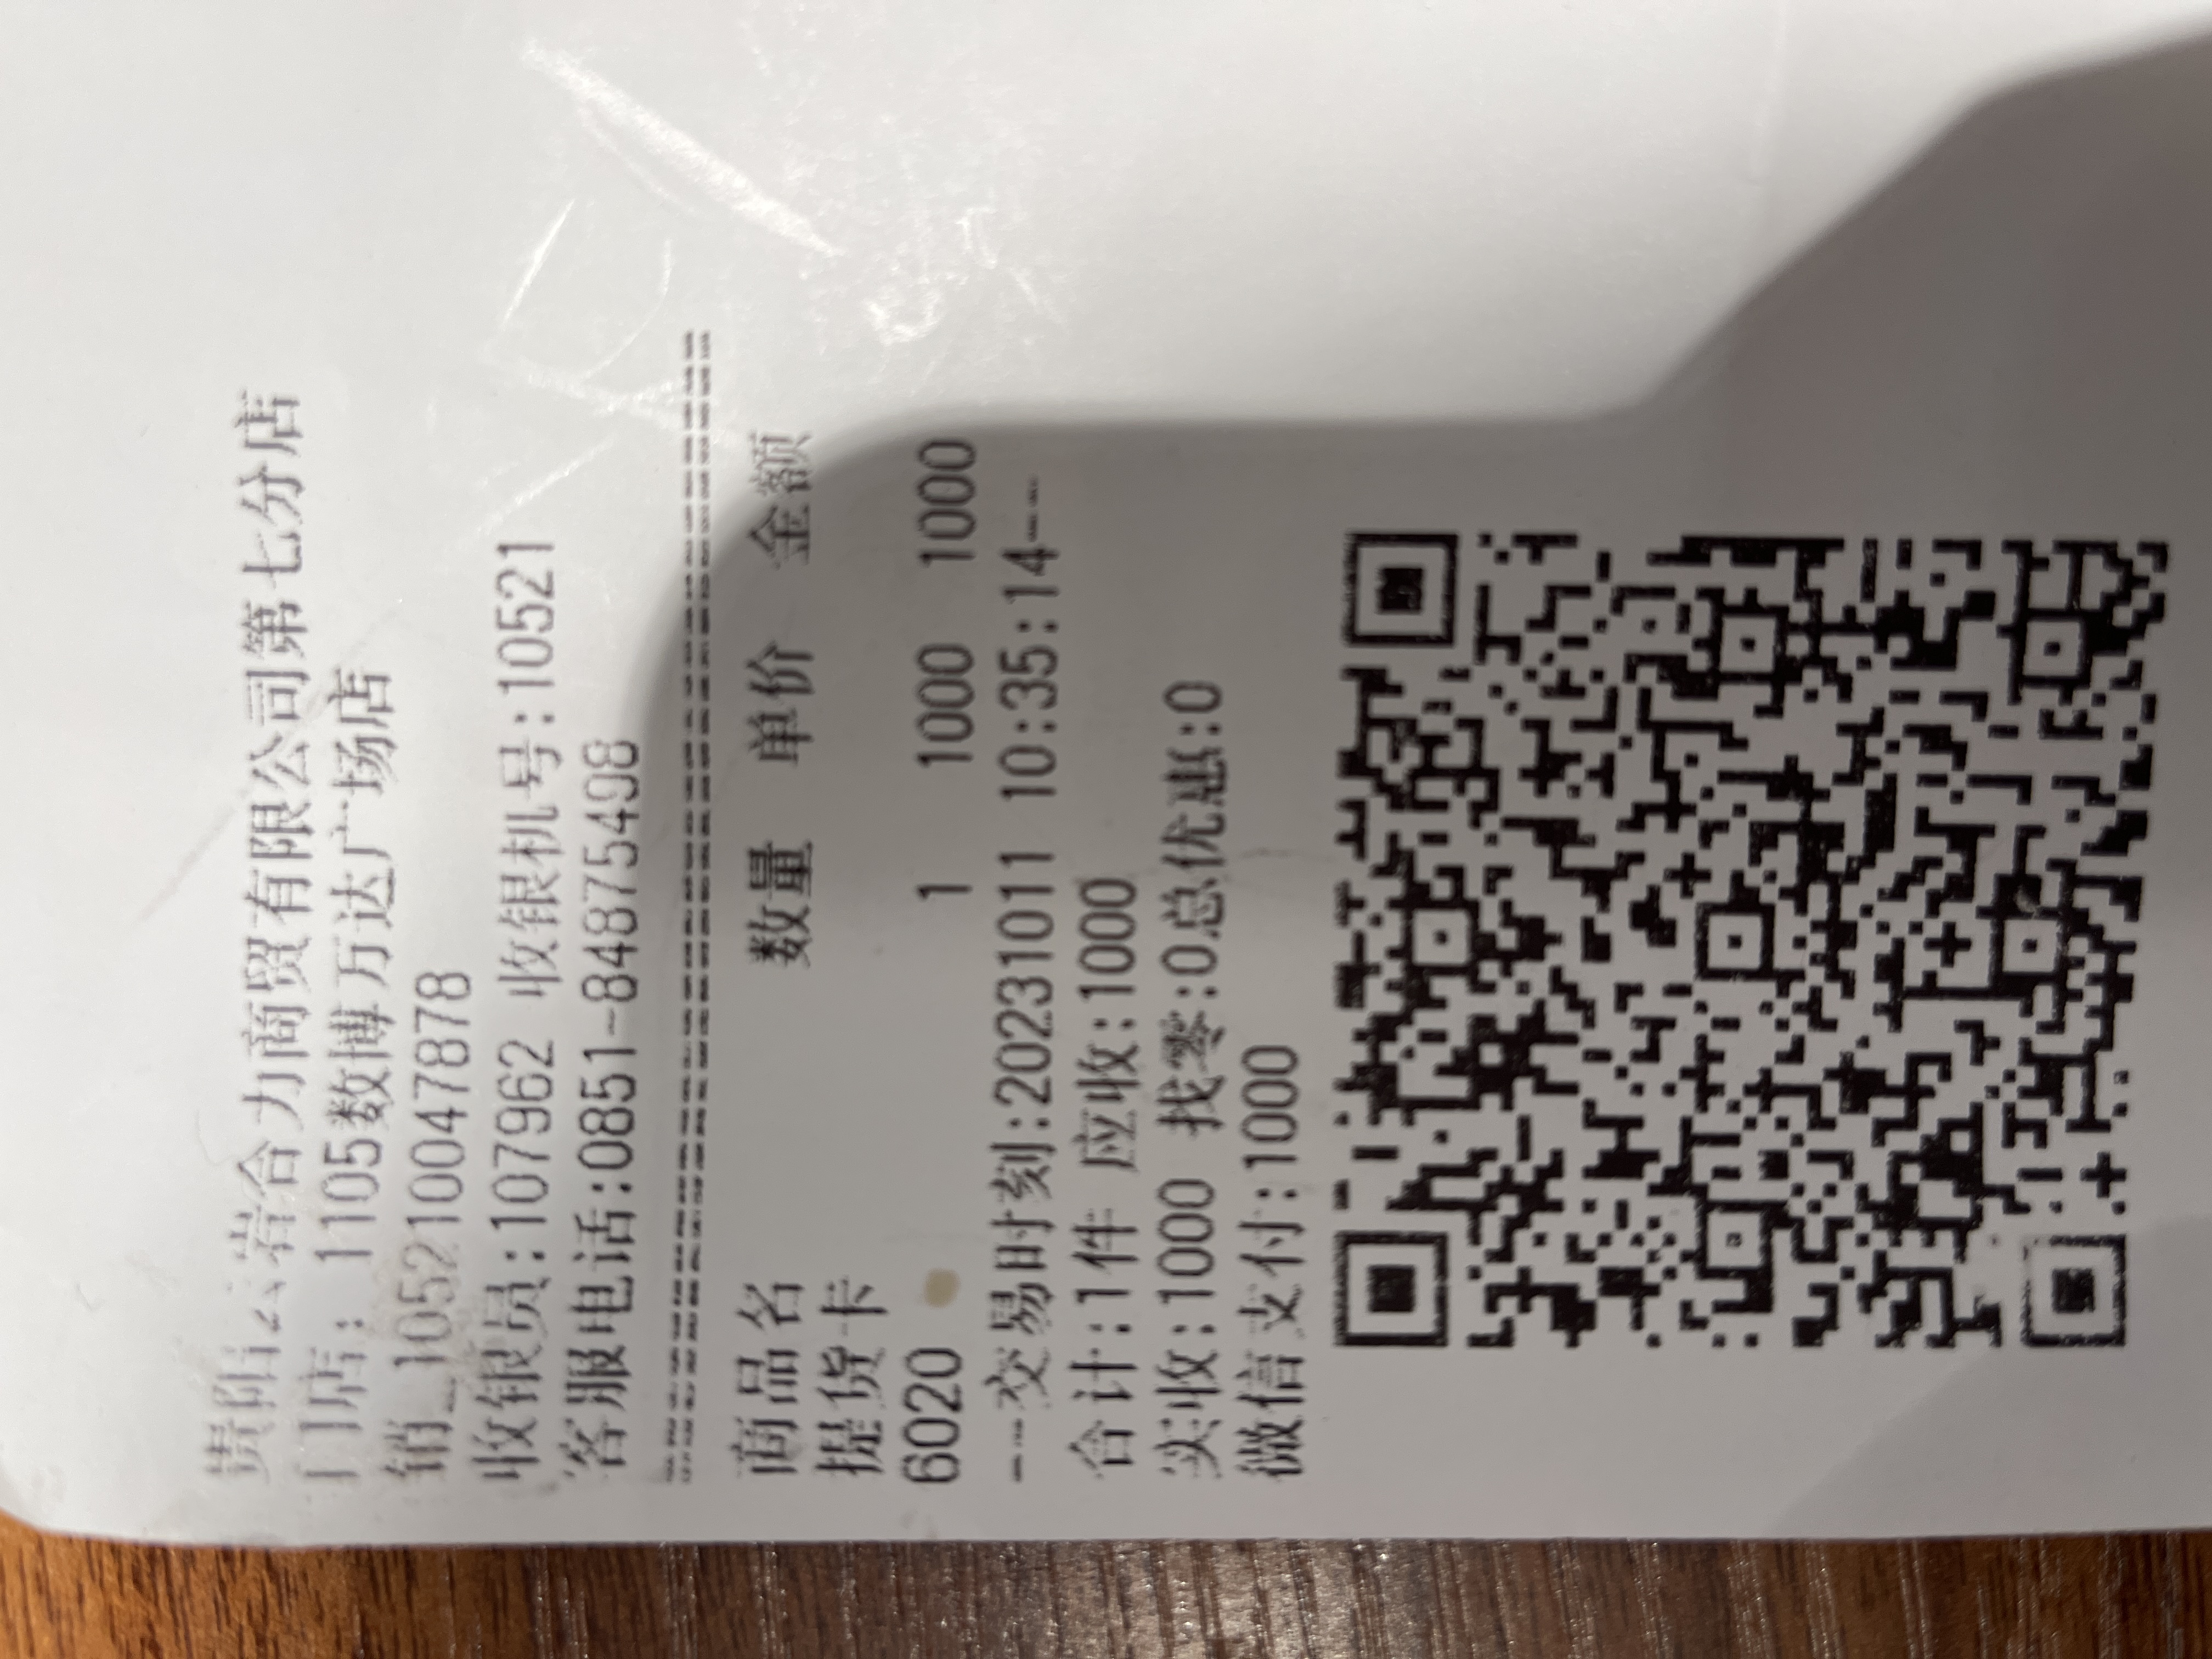 贵阳云岩合力商贸有限公司第七分店
门店: 1105数博万达广场店
销_105210047878
收银员:107962 收银机号:10521
客服电话:0851-84875498
商品名 数量 单价 金额
提货卡
6020 1 1000 1000
---交易时刻:20231011 10:35:14---
合计:1件 应收:1000
实收:1000 找零:0总优惠:0
微信支付:1000